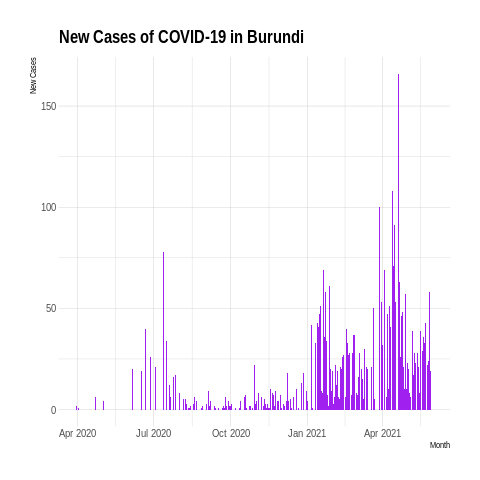 New Cases of COVID-19 in Burundi
New Cases
150
100
50
0
Apr 2020 Jul 2020 Oct 2020 Jan 2021 Apr 2021
Month